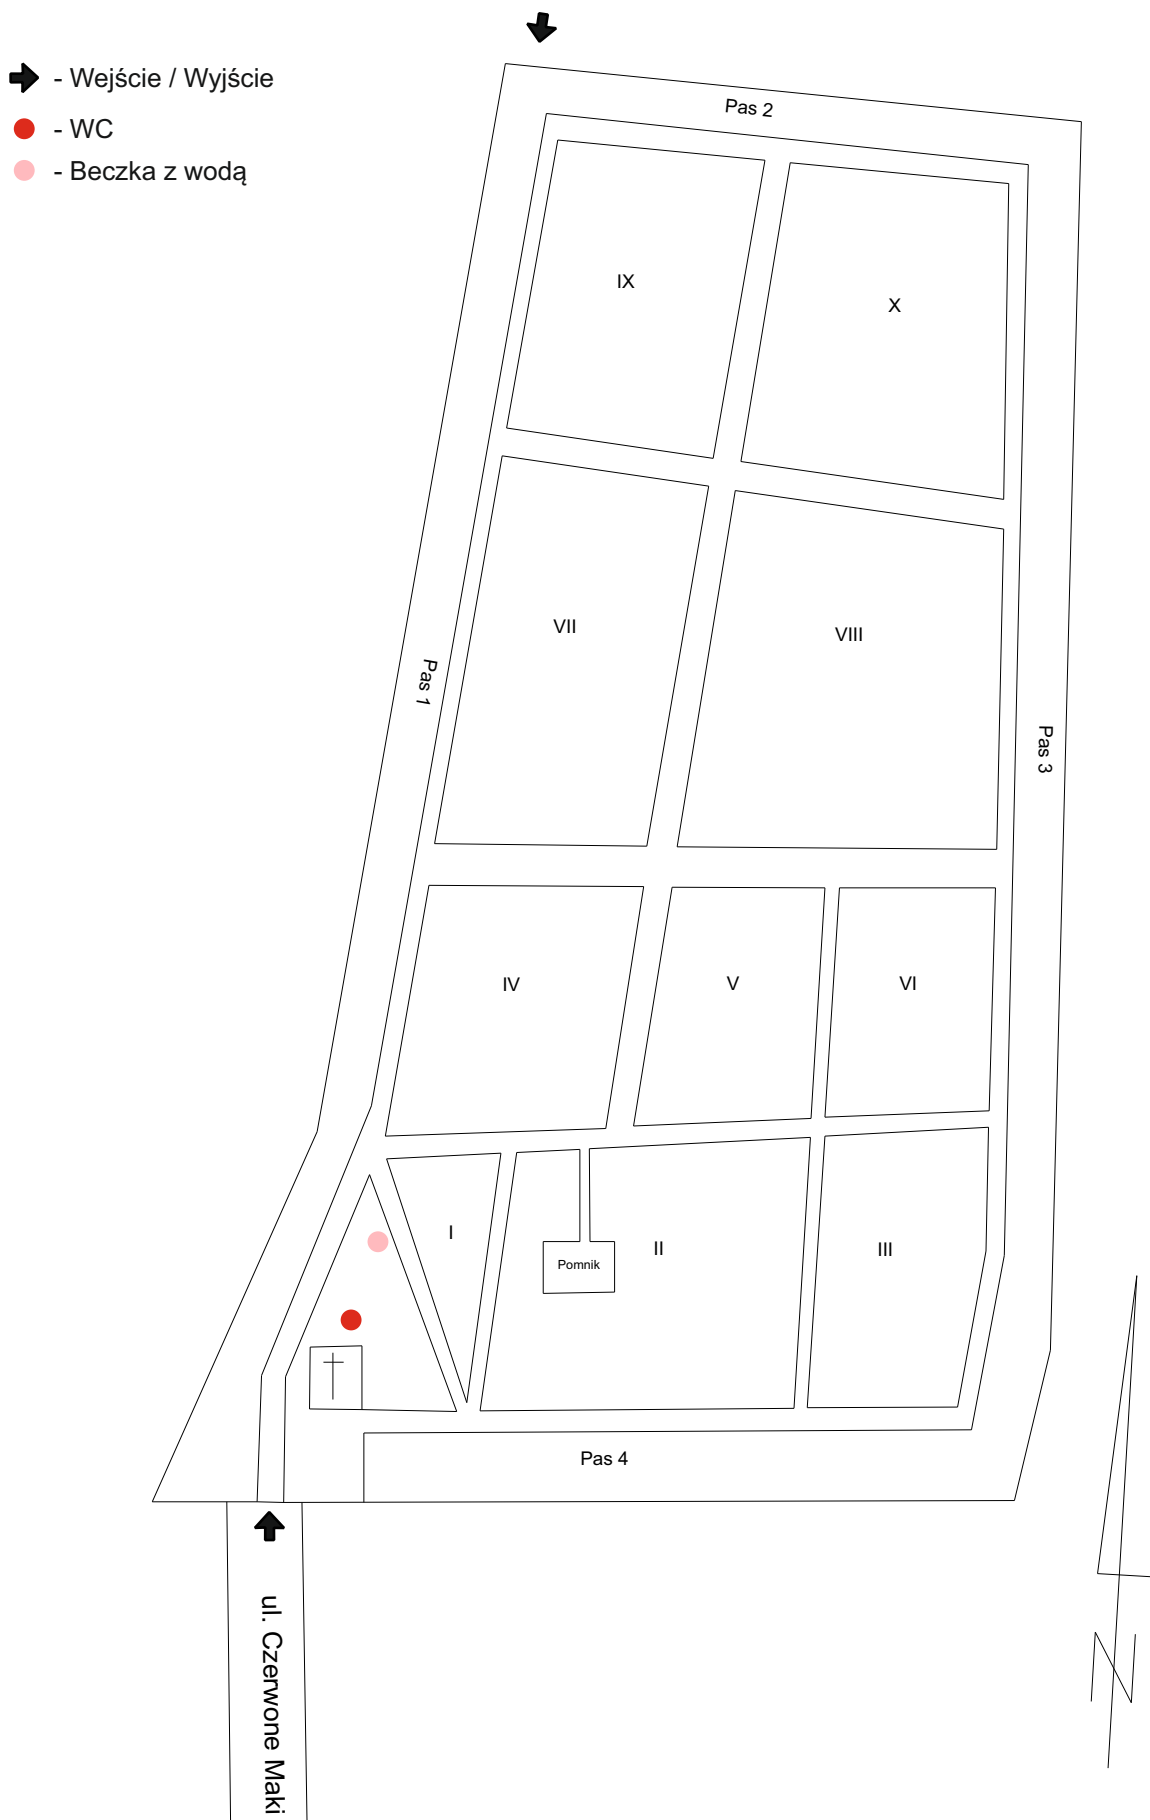 - Wejście / Wyjście
- WC
- Beczka z wodą
Pas 2
IX
X
VII
VIII
Pas 1
Pas 3
IV
V
VI
I
II
III
Pomnik
Pas 4
ul. Czerwone Maki
N